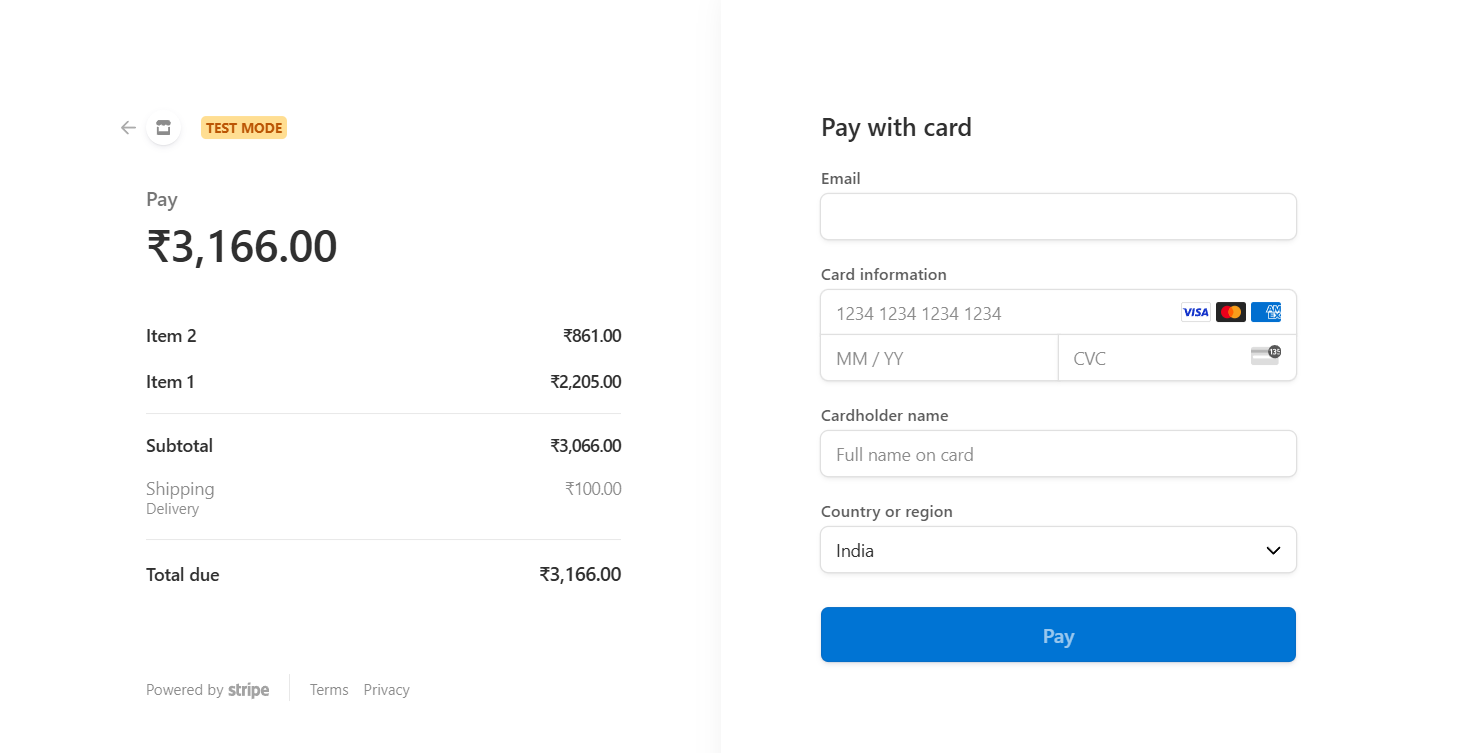 TEST MODE
Pay
₹3,166.00
Item 2 ₹861.00
Item 1 ₹2,205.00
Subtotal ₹3,066.00
Shipping ₹100.00
Delivery
Total due ₹3,166.00
Powered by stripe Terms Privacy
Pay with card
Email
Card information
1234 1234 1234 1234 VISA AMEX
MM / YY CVC 135
Cardholder name
Full name on card
Country or region
India
Pay